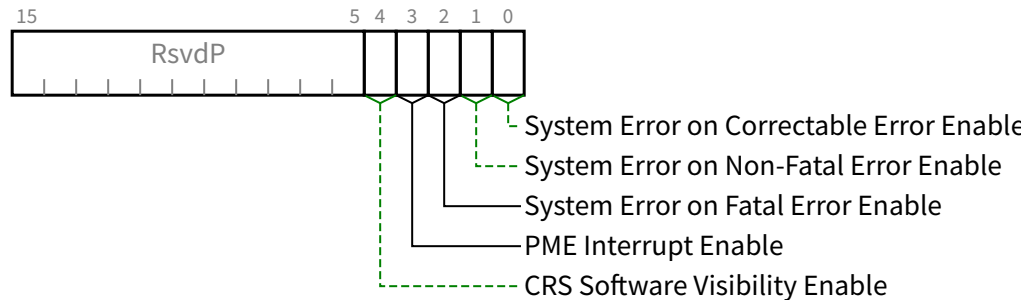 15 5 4 3 2 1 0
RsvdP
System Error on Correctable Error Enable
System Error on Non-Fatal Error Enable
System Error on Fatal Error Enable
PME Interrupt Enable
CRS Software Visibility Enable